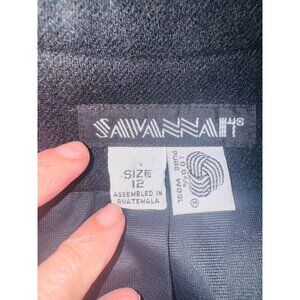 SAVANNAH®
SIZE
12
ASSEMBLED IN
GUATEMALA
100%
PURE WOOL
®